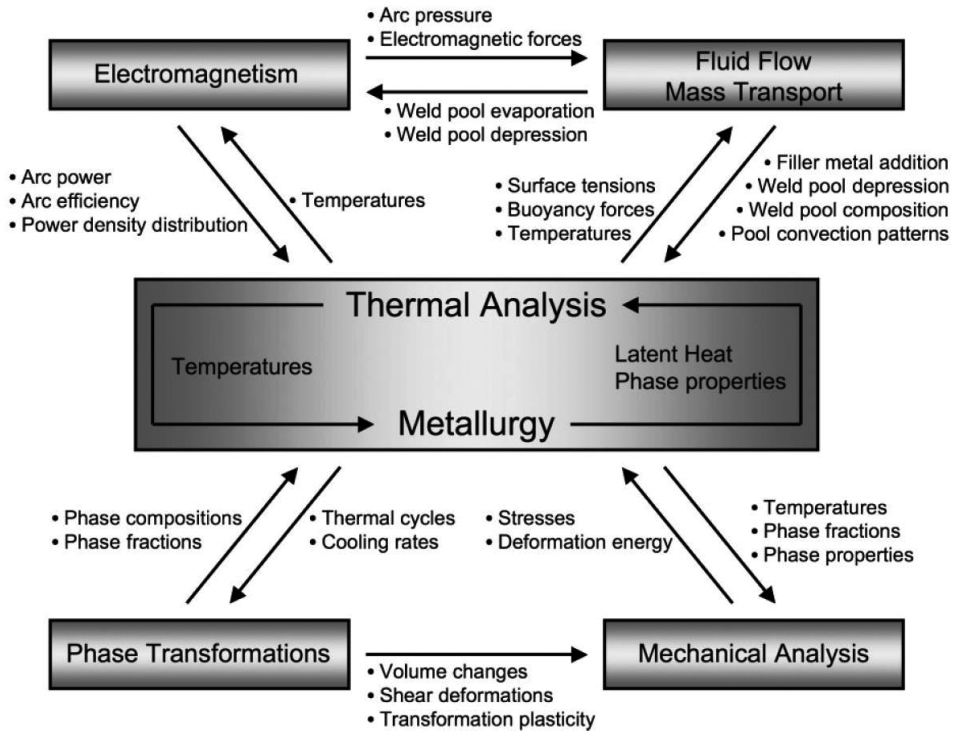 • Arc pressure
• Electromagnetic forces
Electromagnetism
Fluid Flow
Mass Transport
• Weld pool evaporation
• Weld pool depression
• Arc power
• Arc efficiency
• Power density distribution
• Temperatures
• Surface tensions
• Buoyancy forces
• Temperatures
• Filler metal addition
• Weld pool depression
• Weld pool composition
• Pool convection patterns
Thermal Analysis
Temperatures
Latent Heat
Phase properties
Metallurgy
• Phase compositions
• Phase fractions
• Thermal cycles
• Cooling rates
• Stresses
• Deformation energy
• Temperatures
• Phase fractions
• Phase properties
Phase Transformations
Mechanical Analysis
• Volume changes
• Shear deformations
• Transformation plasticity